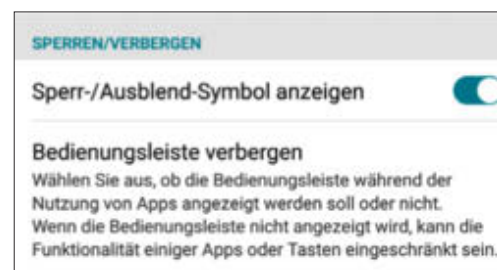 SPERREN/VERBERGEN
Sperr-/Ausblend-Symbol anzeigen
Bedienungsleiste verbergen
Wählen Sie aus, ob die Bedienungsleiste während der
Nutzung von Apps angezeigt werden soll oder nicht.
Wenn die Bedienungsleiste nicht angezeigt wird, kann die
Funktionalität einiger Apps oder Tasten eingeschränkt sein.